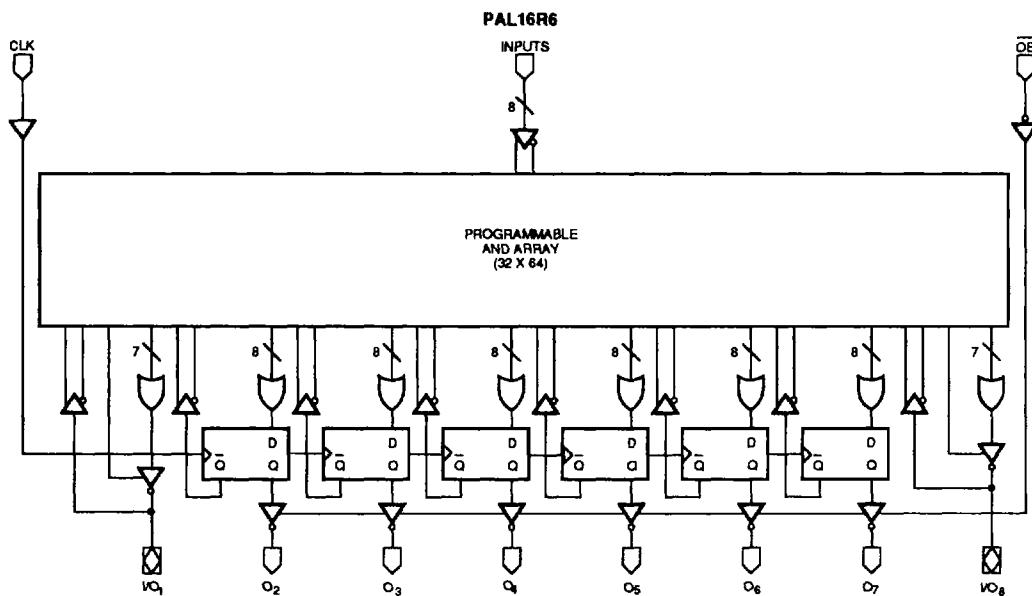 PAL16R6
CLK
INPUTS
OE
8
PROGRAMMABLE
AND ARRAY
(32 X 64)
7 8 8 8 8 8 8 7
D D D D D D
Q Q Q Q Q Q Q Q Q Q Q Q
I/O1 O2 O3 O4 O5 O6 O7 I/O8